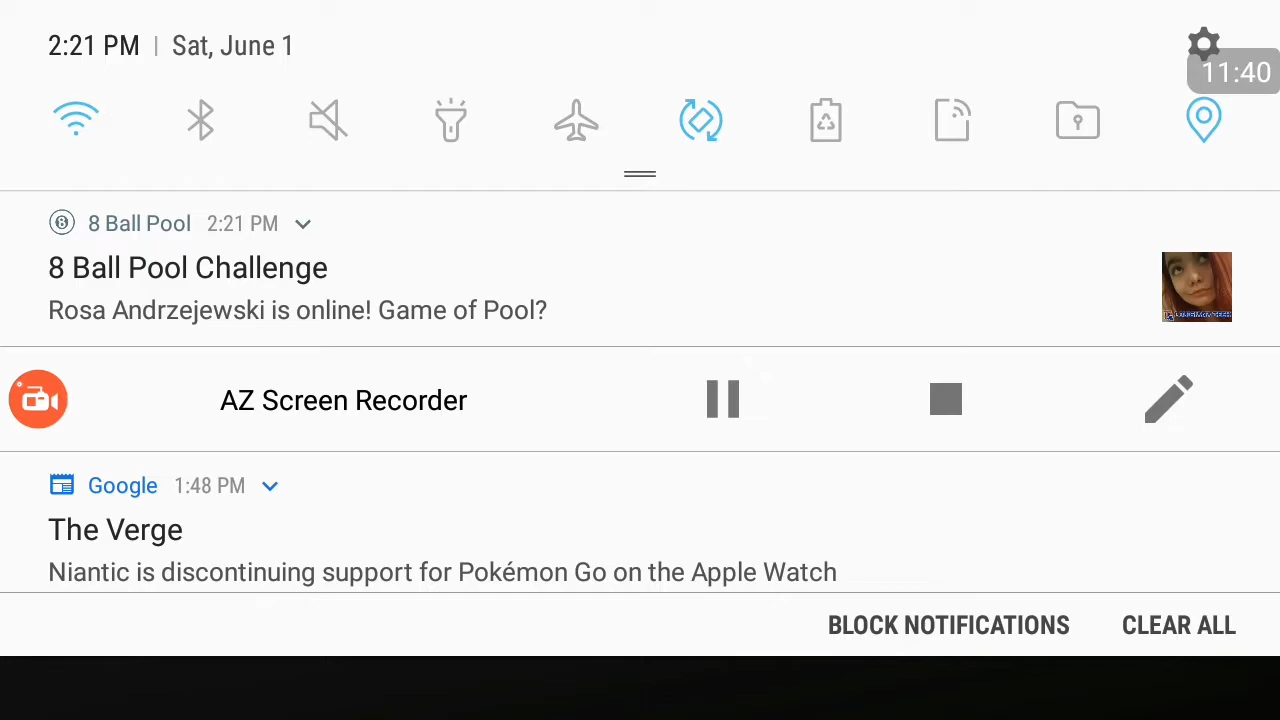 2:21 PM | Sat, June 1
11:40
8 Ball Pool 2:21 PM
8 Ball Pool Challenge
Rosa Andrzejewski is online! Game of Pool?
AZ Screen Recorder
Google 1:48 PM
The Verge
Niantic is discontinuing support for Pokémon Go on the Apple Watch
BLOCK NOTIFICATIONS CLEAR ALL